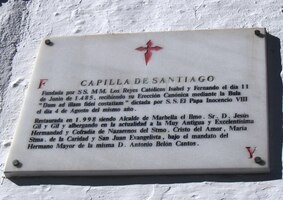 CAPILLA DE SANTIAGO
F
Fundada por SS. MM. Los Reyes Católicos Isabel y Fernando el día 11
de Junio de 1.485, recibiendo su Erección Canónica mediante la Bula
"Dum ad illam fidei costatiam" dictada por S. S. El Papa Inocencio VIII
el día 4 Agosto del mismo año.
Restaurada en 1.998 siendo Alcalde de Marbella el Ilmo. Sr. D. Jesús
Gil y Gil y albergando en la actualidad a la Muy Antigua y Excelentísima
Hermandad y Cofradía de Nazarenos del Stmo. Cristo del Amor, María
Stma. de la Caridad y San Juan Evangelista, bajo el mandato del
Hermano Mayor de la misma D. Antonio Belón Cantos.
Y